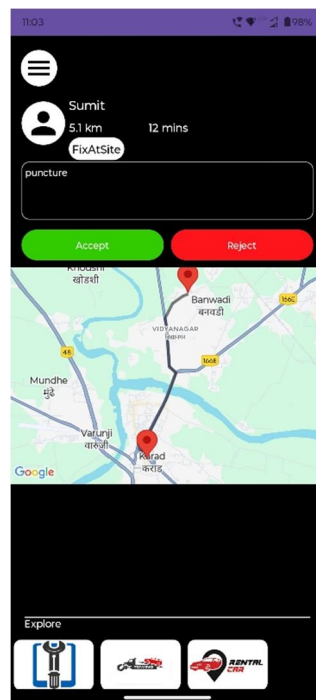 11:03
98%
Sumit
5.1 km 12 mins
FixAtSite
puncture
Accept Reject
Khodshi
खोडशी
Banwadi
बनवडी
166E
VIDYANAGAR
48
166E
Mundhe
मुंढे
Varunji
वारुंजी
Karad
कराड
Google
Explore
RENTAL
CAR